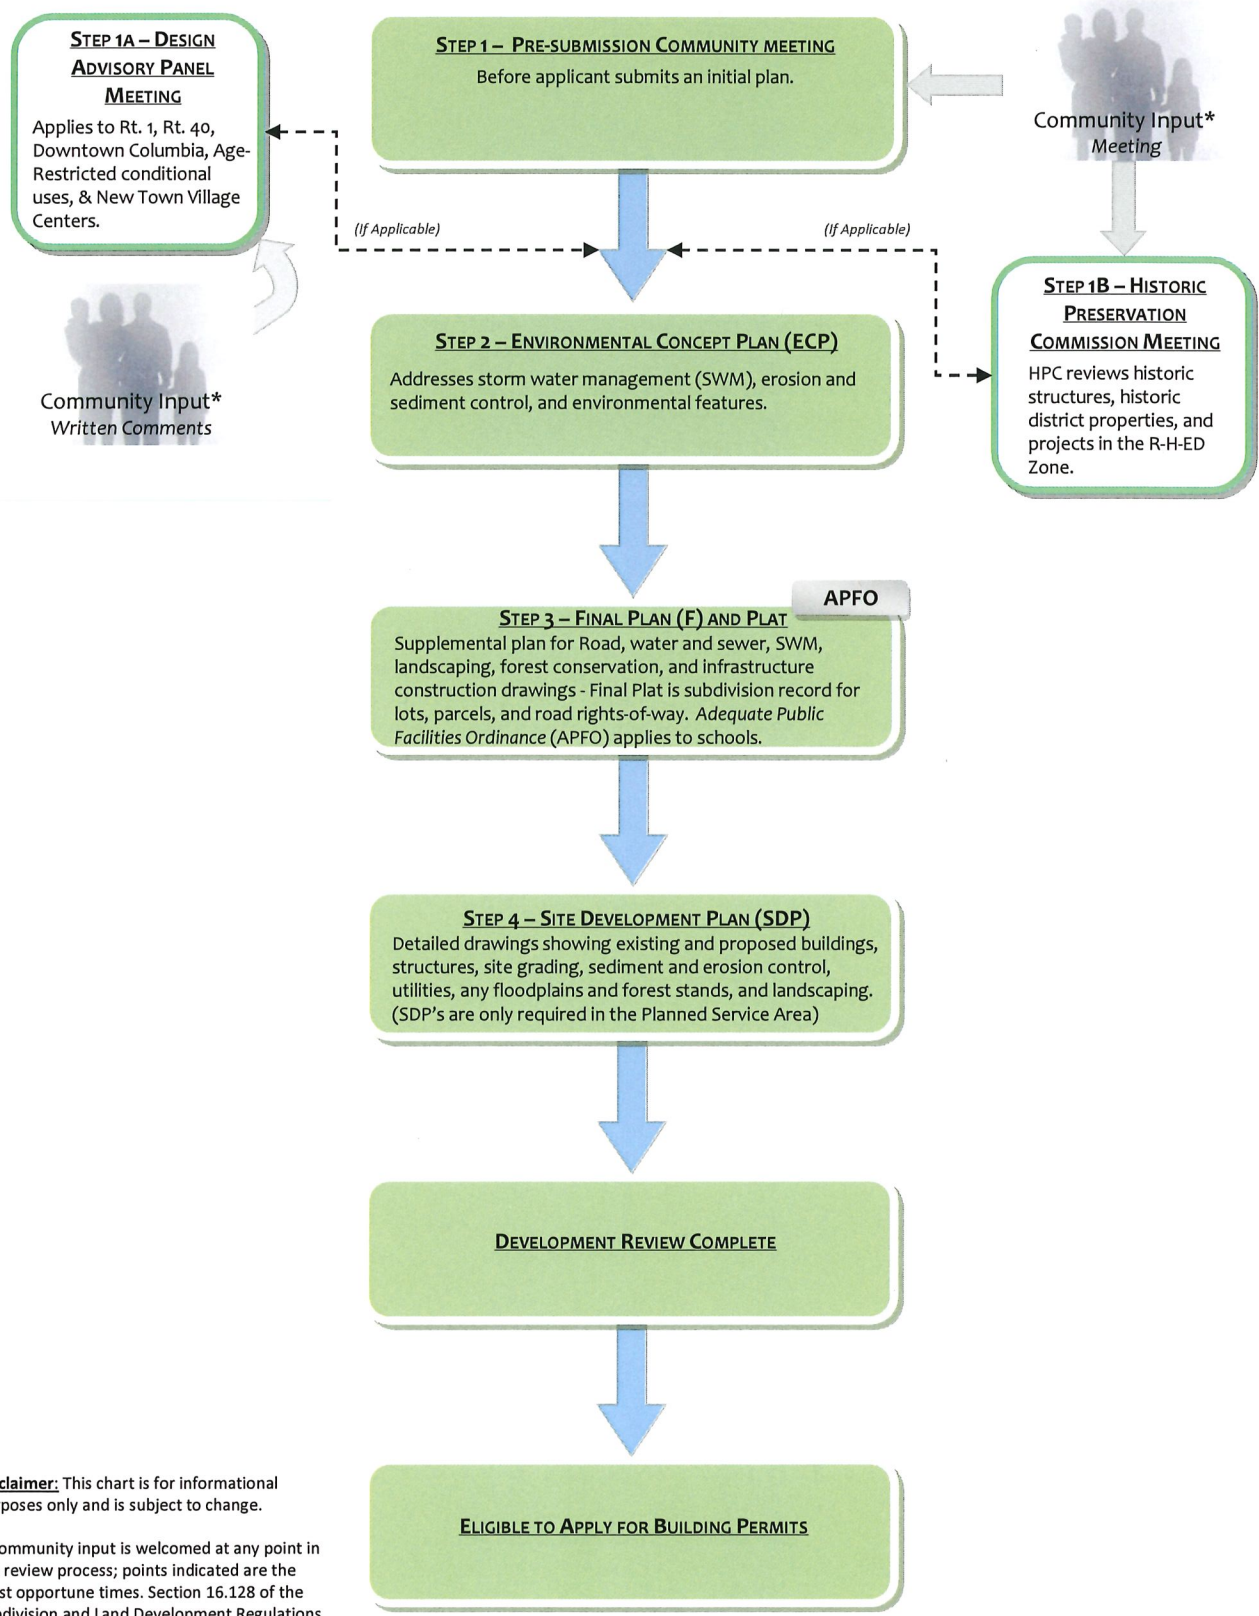 STEP 1A – DESIGN
ADVISORY PANEL
MEETING
Applies to Rt. 1, Rt. 40,
Downtown Columbia, Age-
Restricted conditional
uses, & New Town Village
Centers.
STEP 1 – PRE-SUBMISSION COMMUNITY MEETING
Before applicant submits an initial plan.
Community Input*
Meeting
(If Applicable)
(If Applicable)
Community Input*
Written Comments
STEP 1B – HISTORIC
PRESERVATION
COMMISSION MEETING
HPC reviews historic
structures, historic
district properties, and
projects in the R-H-ED
Zone.
STEP 2 – ENVIRONMENTAL CONCEPT PLAN (ECP)
Addresses storm water management (SWM), erosion and
sediment control, and environmental features.
APFO
STEP 3 – FINAL PLAN (F) AND PLAT
Supplemental plan for Road, water and sewer, SWM,
landscaping, forest conservation, and infrastructure
construction drawings - Final Plat is subdivision record for
lots, parcels, and road rights-of-way. Adequate Public
Facilities Ordinance (APFO) applies to schools.
STEP 4 – SITE DEVELOPMENT PLAN (SDP)
Detailed drawings showing existing and proposed buildings,
structures, site grading, sediment and erosion control,
utilities, any floodplains and forest stands, and landscaping.
(SDP's are only required in the Planned Service Area)
DEVELOPMENT REVIEW COMPLETE
ELIGIBLE TO APPLY FOR BUILDING PERMITS
claimer: This chart is for informational
rposes only and is subject to change.
ommunity input is welcomed at any point in
review process; points indicated are the
st opportune times. Section 16.128 of the
division and Land Development Regulations